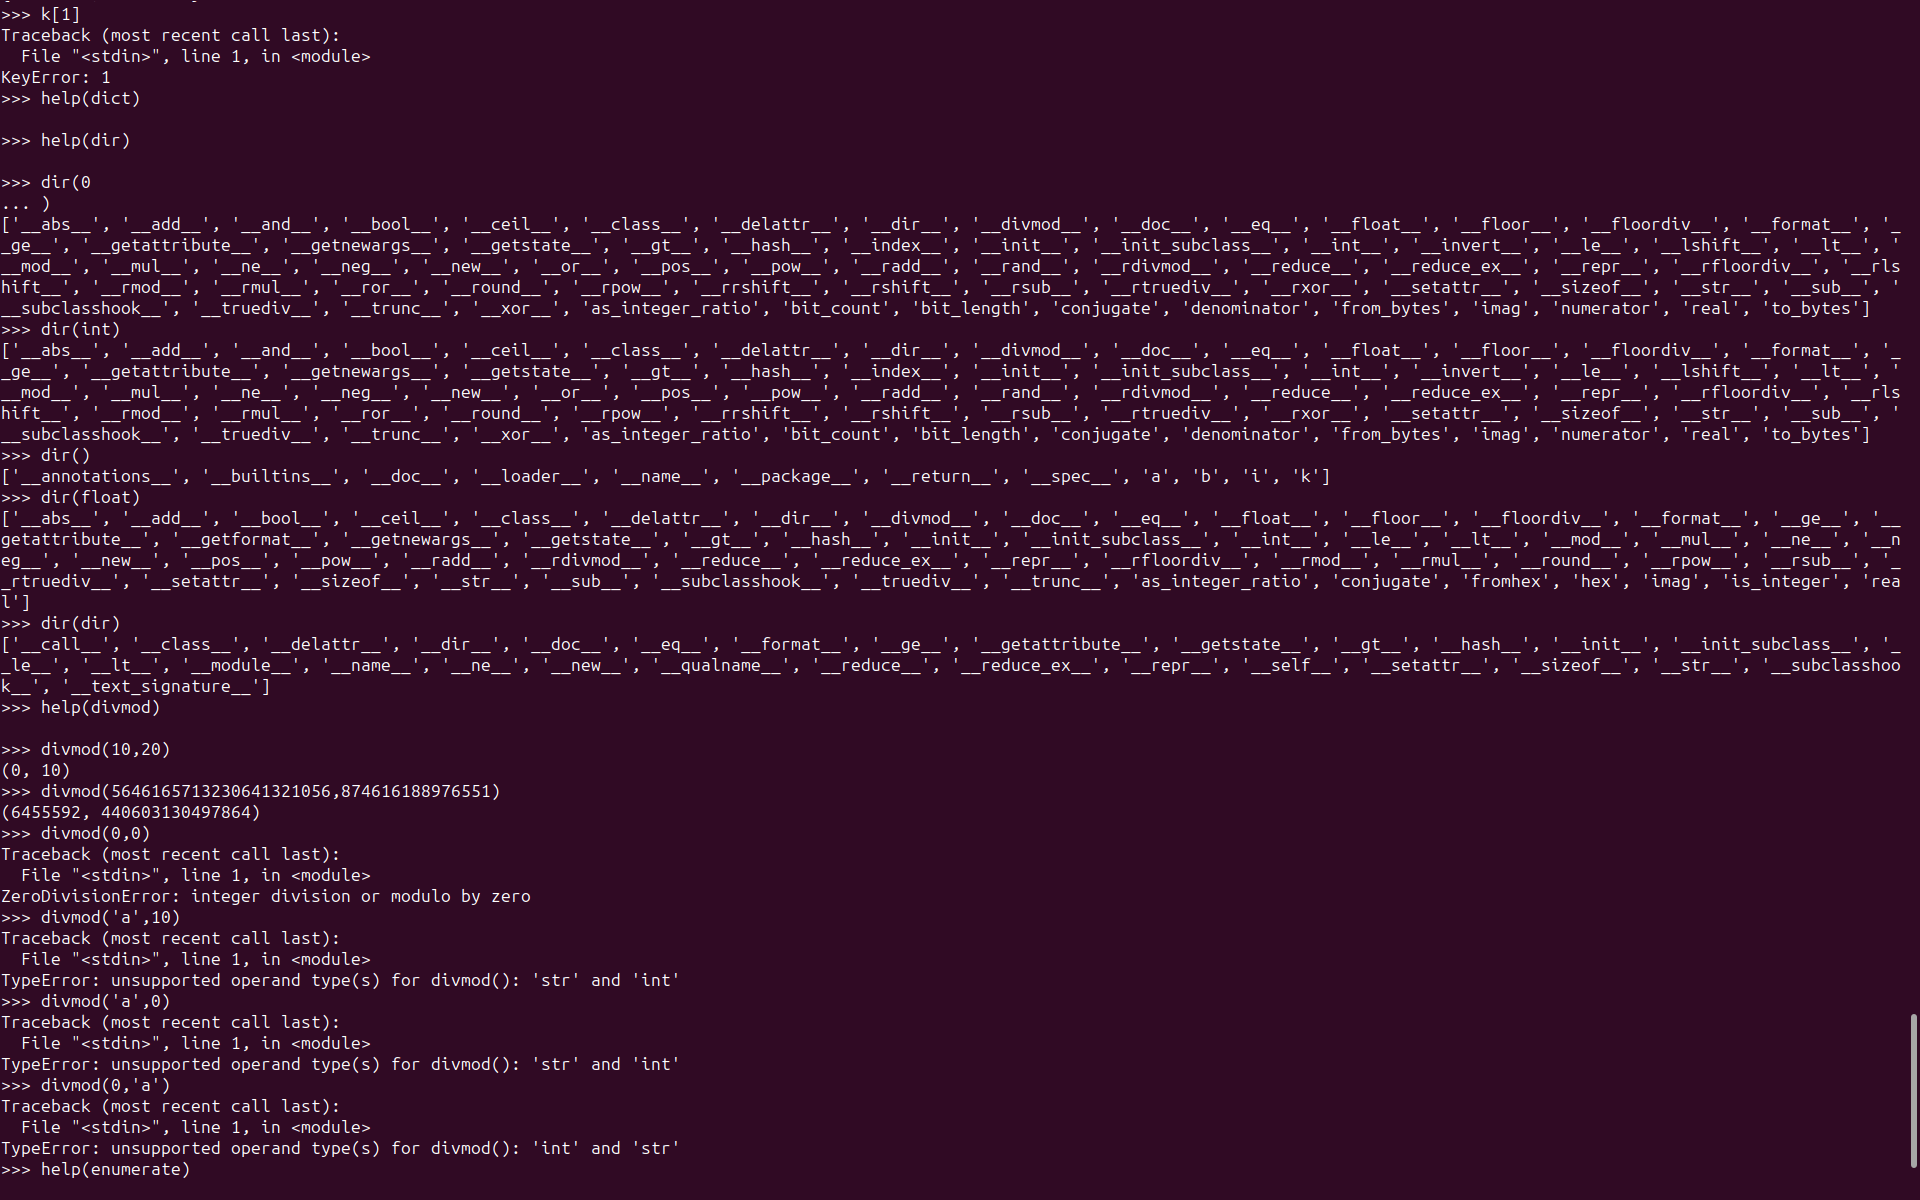 >>> k[1]
Traceback (most recent call last):
  File "<stdin>", line 1, in <module>
KeyError: 1
>>> help(dict)

>>> help(dir)

>>> dir(0
... )
['__abs__', '__add__', '__and__', '__bool__', '__ceil__', '__class__', '__delattr__', '__dir__', '__divmod__', '__doc__', '__eq__', '__float__', '__floor__', '__floordiv__', '__format__', '_
_ge__', '__getattribute__', '__getnewargs__', '__getstate__', '__gt__', '__hash__', '__index__', '__init__', '__init_subclass__', '__int__', '__invert__', '__le__', '__lshift__', '__lt__', '
__mod__', '__mul__', '__ne__', '__neg__', '__new__', '__or__', '__pos__', '__pow__', '__radd__', '__rand__', '__rdivmod__', '__reduce__', '__reduce_ex__', '__repr__', '__rfloordiv__', '__rls
hift__', '__rmod__', '__rmul__', '__ror__', '__round__', '__rpow__', '__rrshift__', '__rshift__', '__rsub__', '__rtruediv__', '__rxor__', '__setattr__', '__sizeof__', '__str__', '__sub__', '
__subclasshook__', '__truediv__', '__trunc__', '__xor__', 'as_integer_ratio', 'bit_count', 'bit_length', 'conjugate', 'denominator', 'from_bytes', 'imag', 'numerator', 'real', 'to_bytes']
>>> dir(int)
['__abs__', '__add__', '__and__', '__bool__', '__ceil__', '__class__', '__delattr__', '__dir__', '__divmod__', '__doc__', '__eq__', '__float__', '__floor__', '__floordiv__', '__format__', '_
_ge__', '__getattribute__', '__getnewargs__', '__getstate__', '__gt__', '__hash__', '__index__', '__init__', '__init_subclass__', '__int__', '__invert__', '__le__', '__lshift__', '__lt__', '
__mod__', '__mul__', '__ne__', '__neg__', '__new__', '__or__', '__pos__', '__pow__', '__radd__', '__rand__', '__rdivmod__', '__reduce__', '__reduce_ex__', '__repr__', '__rfloordiv__', '__rls
hift__', '__rmod__', '__rmul__', '__ror__', '__round__', '__rpow__', '__rrshift__', '__rshift__', '__rsub__', '__rtruediv__', '__rxor__', '__setattr__', '__sizeof__', '__str__', '__sub__', '
__subclasshook__', '__truediv__', '__trunc__', '__xor__', 'as_integer_ratio', 'bit_count', 'bit_length', 'conjugate', 'denominator', 'from_bytes', 'imag', 'numerator', 'real', 'to_bytes']
>>> dir()
['__annotations__', '__builtins__', '__doc__', '__loader__', '__name__', '__package__', '__return__', '__spec__', 'a', 'b', 'i', 'k']
>>> dir(float)
['__abs__', '__add__', '__bool__', '__ceil__', '__class__', '__delattr__', '__dir__', '__divmod__', '__doc__', '__eq__', '__float__', '__floor__', '__floordiv__', '__format__', '__ge__', '__
getattribute__', '__getformat__', '__getnewargs__', '__getstate__', '__gt__', '__hash__', '__init__', '__init_subclass__', '__int__', '__le__', '__lt__', '__mod__', '__mul__', '__ne__', '__n
eg__', '__new__', '__pos__', '__pow__', '__radd__', '__rdivmod__', '__reduce__', '__reduce_ex__', '__repr__', '__rfloordiv__', '__rmod__', '__rmul__', '__round__', '__rpow__', '__rsub__', '_
_rtruediv__', '__setattr__', '__sizeof__', '__str__', '__sub__', '__subclasshook__', '__truediv__', '__trunc__', 'as_integer_ratio', 'conjugate', 'fromhex', 'hex', 'imag', 'is_integer', 'rea
l']
>>> dir(dir)
['__call__', '__class__', '__delattr__', '__dir__', '__doc__', '__eq__', '__format__', '__ge__', '__getattribute__', '__getstate__', '__gt__', '__hash__', '__init__', '__init_subclass__', '_
_le__', '__lt__', '__module__', '__name__', '__ne__', '__new__', '__qualname__', '__reduce__', '__reduce_ex__', '__repr__', '__self__', '__setattr__', '__sizeof__', '__str__', '__subclasshoo
k__', '__text_signature__']
>>> help(divmod)

>>> divmod(10,20)
(0, 10)
>>> divmod(5646165713230641321056,874616188976551)
(6455592, 440603130497864)
>>> divmod(0,0)
Traceback (most recent call last):
  File "<stdin>", line 1, in <module>
ZeroDivisionError: integer division or modulo by zero
>>> divmod('a',10)
Traceback (most recent call last):
  File "<stdin>", line 1, in <module>
TypeError: unsupported operand type(s) for divmod(): 'str' and 'int'
>>> divmod('a',0)
Traceback (most recent call last):
  File "<stdin>", line 1, in <module>
TypeError: unsupported operand type(s) for divmod(): 'str' and 'int'
>>> divmod(0,'a')
Traceback (most recent call last):
  File "<stdin>", line 1, in <module>
TypeError: unsupported operand type(s) for divmod(): 'int' and 'str'
>>> help(enumerate)